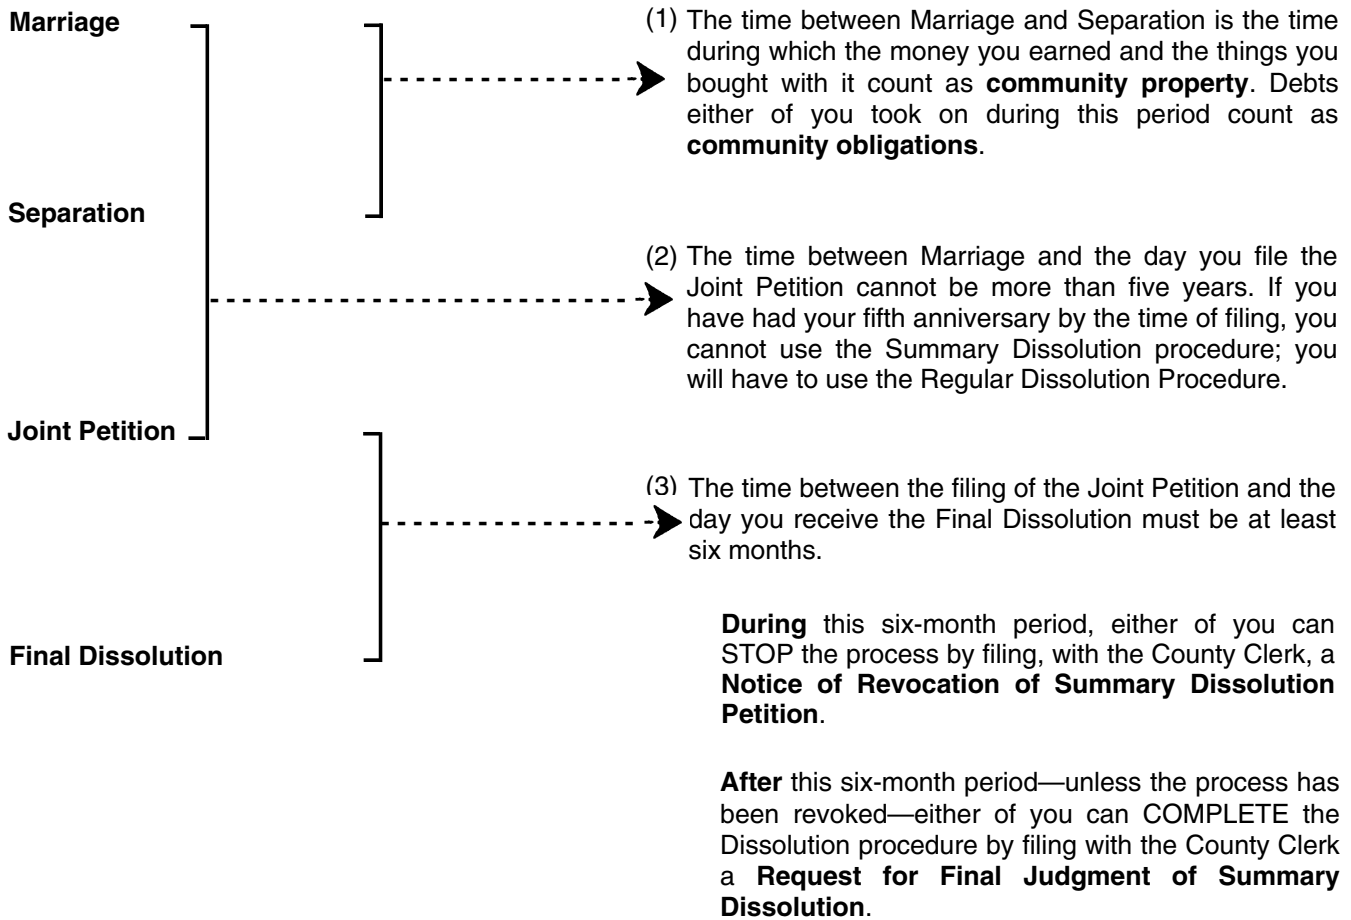 Marriage
Separation
Joint Petition
Final Dissolution
(1) The time between Marriage and Separation is the time
during which the money you earned and the things you
bought with it count as community property. Debts
either of you took on during this period count as
community obligations.
(2) The time between Marriage and the day you file the
Joint Petition cannot be more than five years. If you
have had your fifth anniversary by the time of filing, you
cannot use the Summary Dissolution procedure; you
will have to use the Regular Dissolution Procedure.
(3) The time between the filing of the Joint Petition and the
day you receive the Final Dissolution must be at least
six months.
During this six-month period, either of you can
STOP the process by filing, with the County Clerk, a
Notice of Revocation of Summary Dissolution
Petition.
After this six-month period—unless the process has
been revoked—either of you can COMPLETE the
Dissolution procedure by filing with the County Clerk
a Request for Final Judgment of Summary
Dissolution.